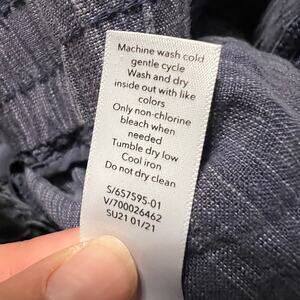 Machine wash cold
gentle cycle
Wash and dry
inside out with like
colors
Only non-chlorine
bleach when
needed
Tumble dry low
Cool iron
Do not dry clean
S/657595-01
V/700026462
SU21 01/21